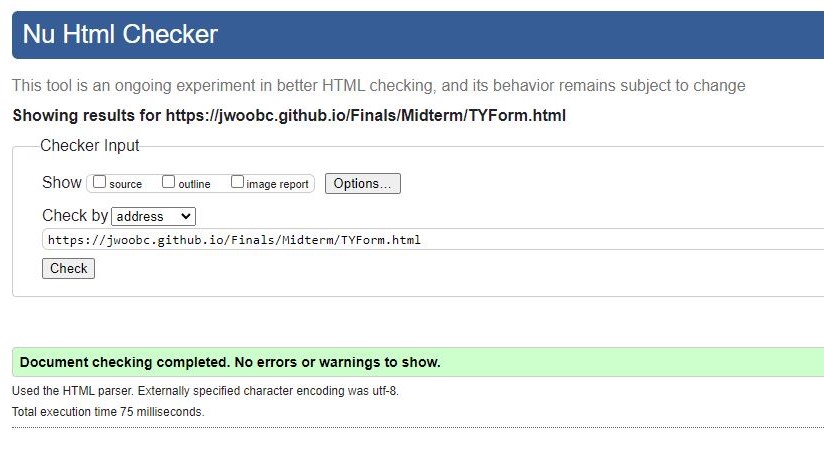 Nu Html Checker
This tool is an ongoing experiment in better HTML checking, and its behavior remains subject to change
Showing results for https://jwoobc.github.io/Finals/Midterm/TYForm.html
Checker Input
Show source outline image report Options...
Check by address
https://jwoobc.github.io/Finals/Midterm/TYForm.html
Check
Document checking completed. No errors or warnings to show.
Used the HTML parser. Externally specified character encoding was utf-8.
Total execution time 75 milliseconds.